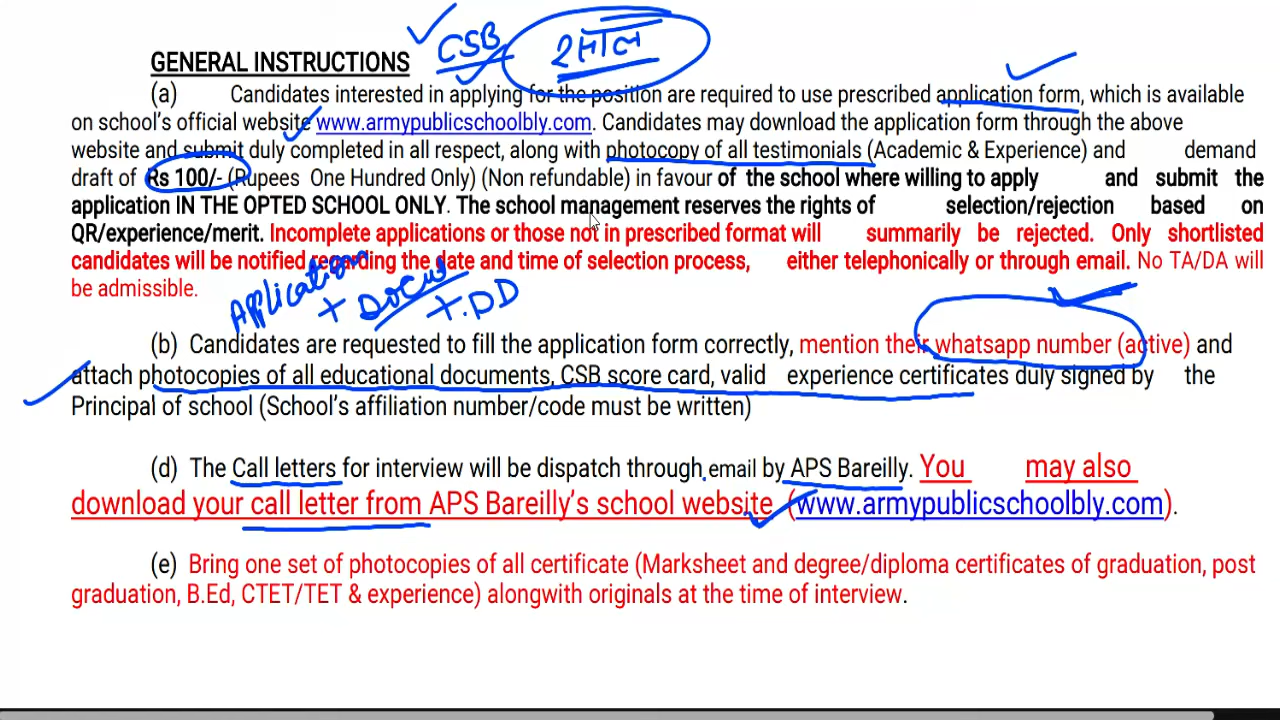 CSB २ साल
GENERAL INSTRUCTIONS
(a) Candidates interested in applying for the position are required to use prescribed application form, which is available
on school's official website www.armypublicschoolbly.com. Candidates may download the application form through the above
website and submit duly completed in all respect, along with photocopy of all testimonials (Academic & Experience) and demand
draft of Rs 100/- (Rupees One Hundred Only) (Non refundable) in favour of the school where willing to apply and submit the
application IN THE OPTED SCHOOL ONLY. The school management reserves the rights of selection/rejection based on
QR/experience/merit. Incomplete applications or those not in prescribed format will summarily be rejected. Only shortlisted
candidates will be notified regarding the date and time of selection process, either telephonically or through email. No TA/DA will
be admissible.
Application + Docus + DD
(b) Candidates are requested to fill the application form correctly, mention their whatsapp number (active) and
attach photocopies of all educational documents, CSB score card, valid experience certificates duly signed by the
Principal of school (School's affiliation number/code must be written)
(d) The Call letters for interview will be dispatch through email by APS Bareilly. You may also
download your call letter from APS Bareilly's school website (www.armypublicschoolbly.com).
(e) Bring one set of photocopies of all certificate (Marksheet and degree/diploma certificates of graduation, post
graduation, B.Ed, CTET/TET & experience) alongwith originals at the time of interview.